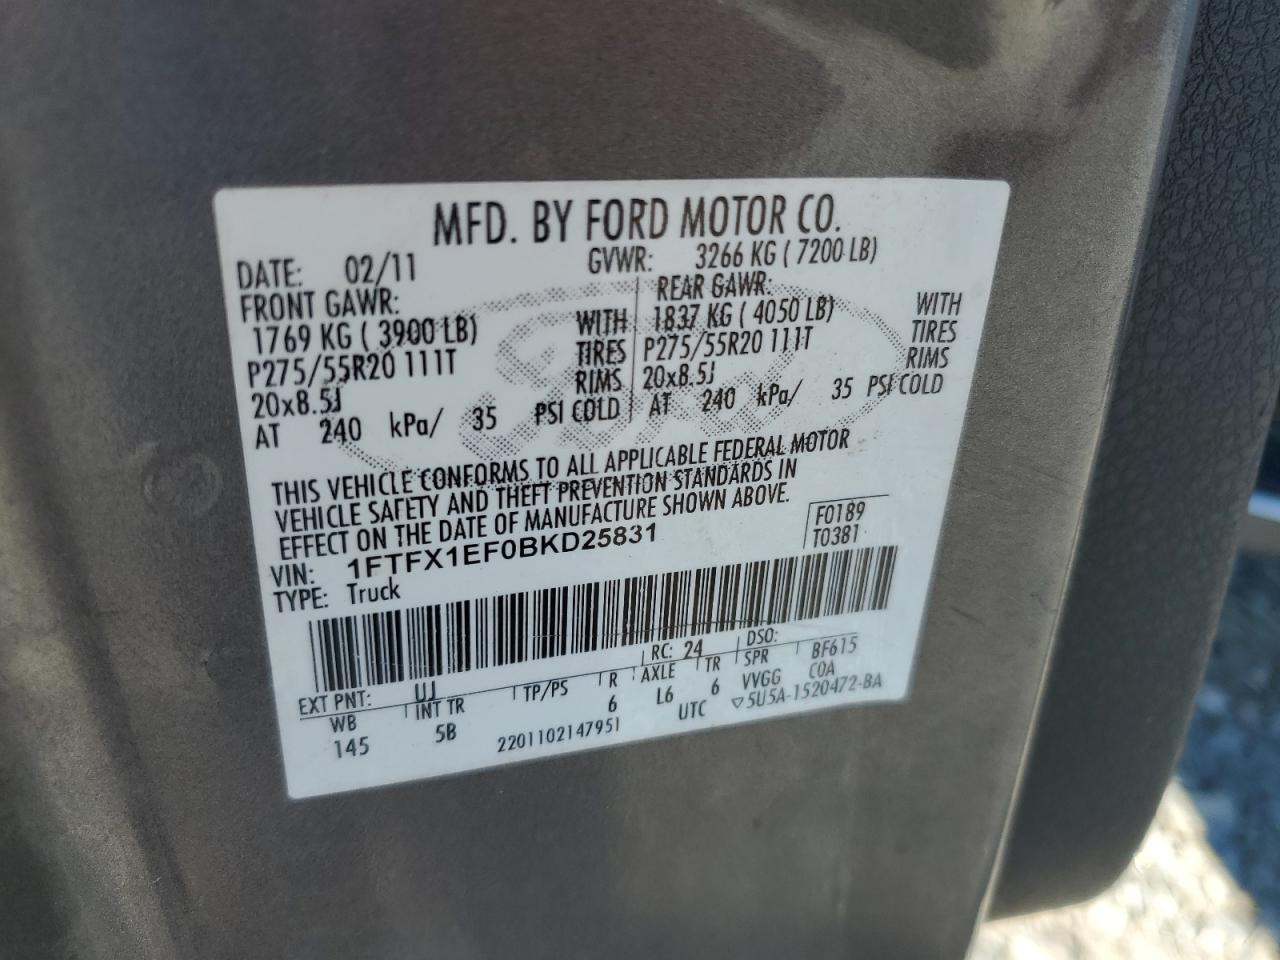 MFD. BY FORD MOTOR CO.
DATE: 02/11 GVWR: 3266 KG ( 7200 LB)
FRONT GAWR: REAR GAWR:
1769 KG ( 3900 LB) WITH 1837 KG ( 4050 LB) WITH
P275/55R20 111T TIRES P275/55R20 111T TIRES
20x8.5J RIMS 20x8.5J RIMS
AT 240 kPa/ 35 PSI COLD AT 240 kPa/ 35 PSI COLD
THIS VEHICLE CONFORMS TO ALL APPLICABLE FEDERAL MOTOR
VEHICLE SAFETY AND THEFT PREVENTION STANDARDS IN
EFFECT ON THE DATE OF MANUFACTURE SHOWN ABOVE.
VIN: 1FTFX1EF0BKD25831 F0189
TYPE: Truck T0381
EXT PNT: UJ RC: 24 DSO:
WB INT TR TP/PS R AXLE TR SPR BF615
145 5B 6 L6 6 VVGG COA
2201102147951 UTC ▽5U5A-1520472-BA
Ford